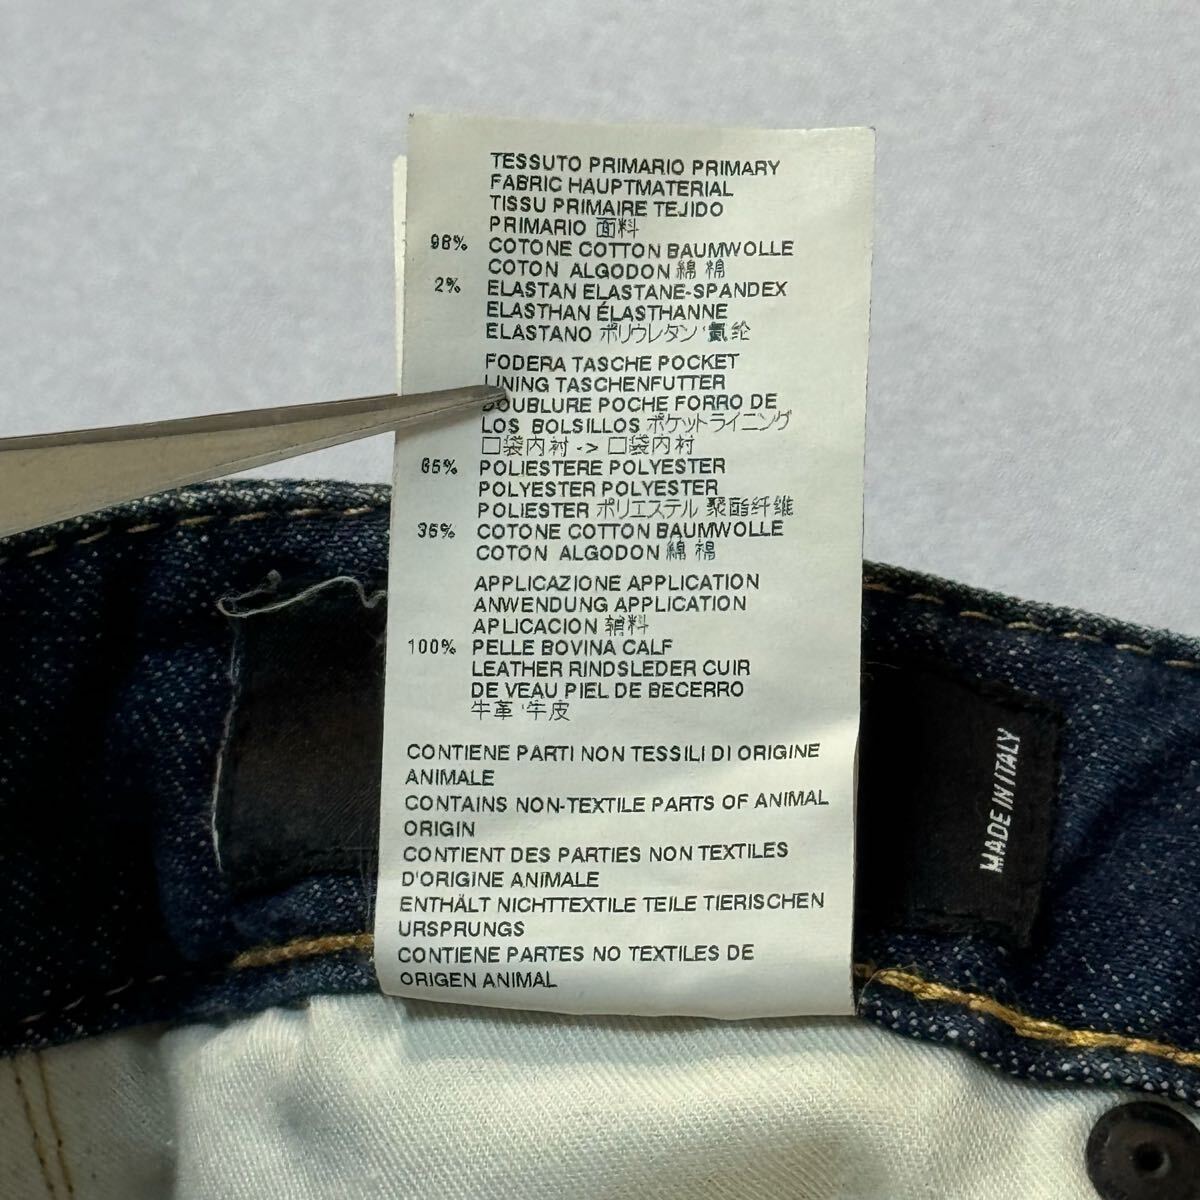 TESSUTO PRIMARIO PRIMARY
FABRIC HAUPTMATERIAL
TISSU PRIMAIRE TEJIDO
PRIMARIO 面料
98% COTONE COTTON BAUMWOLLE
COTON ALGODON 綿 棉
2% ELASTAN ELASTANE-SPANDEX
ELASTHAN ÉLASTHANNE
ELASTANO ポリウレタン 氨纶
FODERA TASCHE POCKET
LINING TASCHENFUTTER
DOUBLURE POCHE FORRO DE
LOS BOLSILLOS ポケットライニング
口袋内衬 -> 口袋内衬
65% POLIESTERE POLYESTER
POLYESTER POLYESTER
POLIESTER ポリエステル 聚酯纤维
35% COTONE COTTON BAUMWOLLE
COTON ALGODON 綿 棉
APPLICAZIONE APPLICATION
ANWENDUNG APPLICATION
APLICACION 辅料
100% PELLE BOVINA CALF
LEATHER RINDSLEDER CUIR
DE VEAU PIEL DE BECERRO
牛革 牛皮
CONTIENE PARTI NON TESSILI DI ORIGINE
ANIMALE
CONTAINS NON-TEXTILE PARTS OF ANIMAL
ORIGIN
CONTIENT DES PARTIES NON TEXTILES
D'ORIGINE ANIMALE
ENTHÄLT NICHTTEXTILE TEILE TIERISCHEN
URSPRUNGS
CONTIENE PARTES NO TEXTILES DE
ORIGEN ANIMAL
MADE IN ITALY